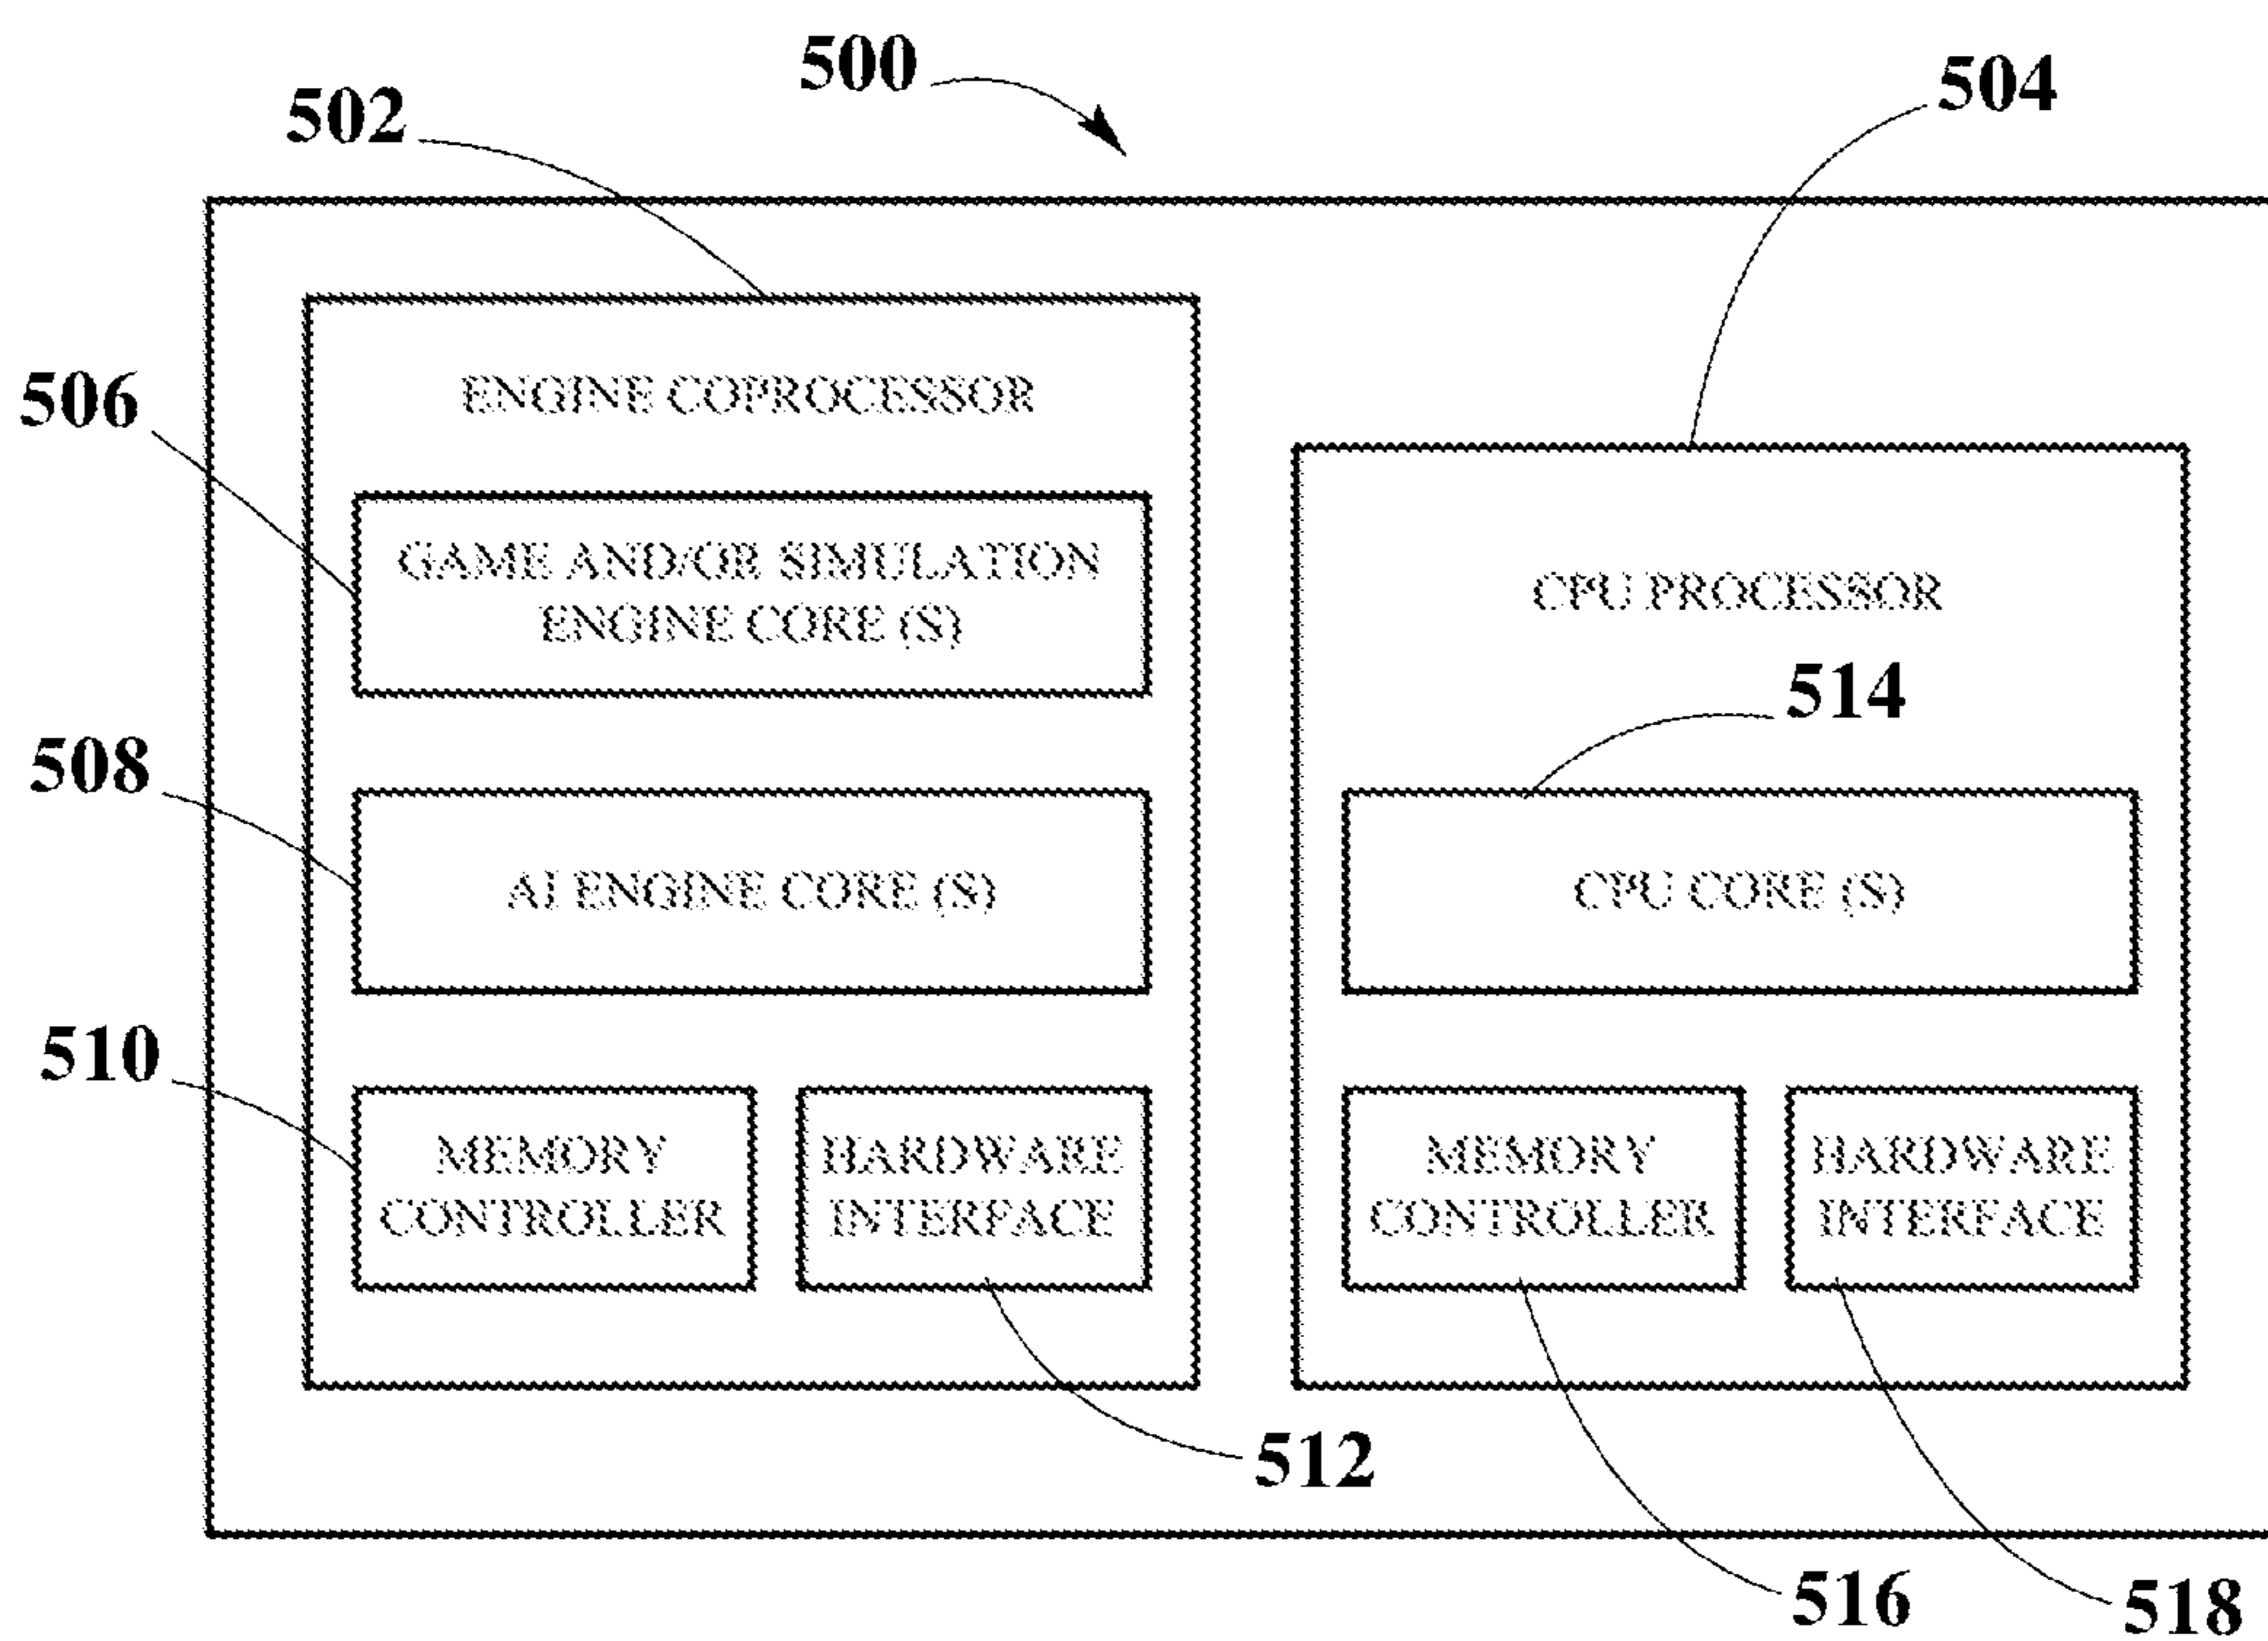 500
502
504
ENGINE COPROCESSOR
506
GAME AND/OR SIMULATION
ENGINE CORE (S)
508
AI ENGINE CORE (S)
510
MEMORY
CONTROLLER
HARDWARE
INTERFACE
512
CPU PROCESSOR
514
CPU CORE (S)
MEMORY
CONTROLLER
HARDWARE
INTERFACE
516
518